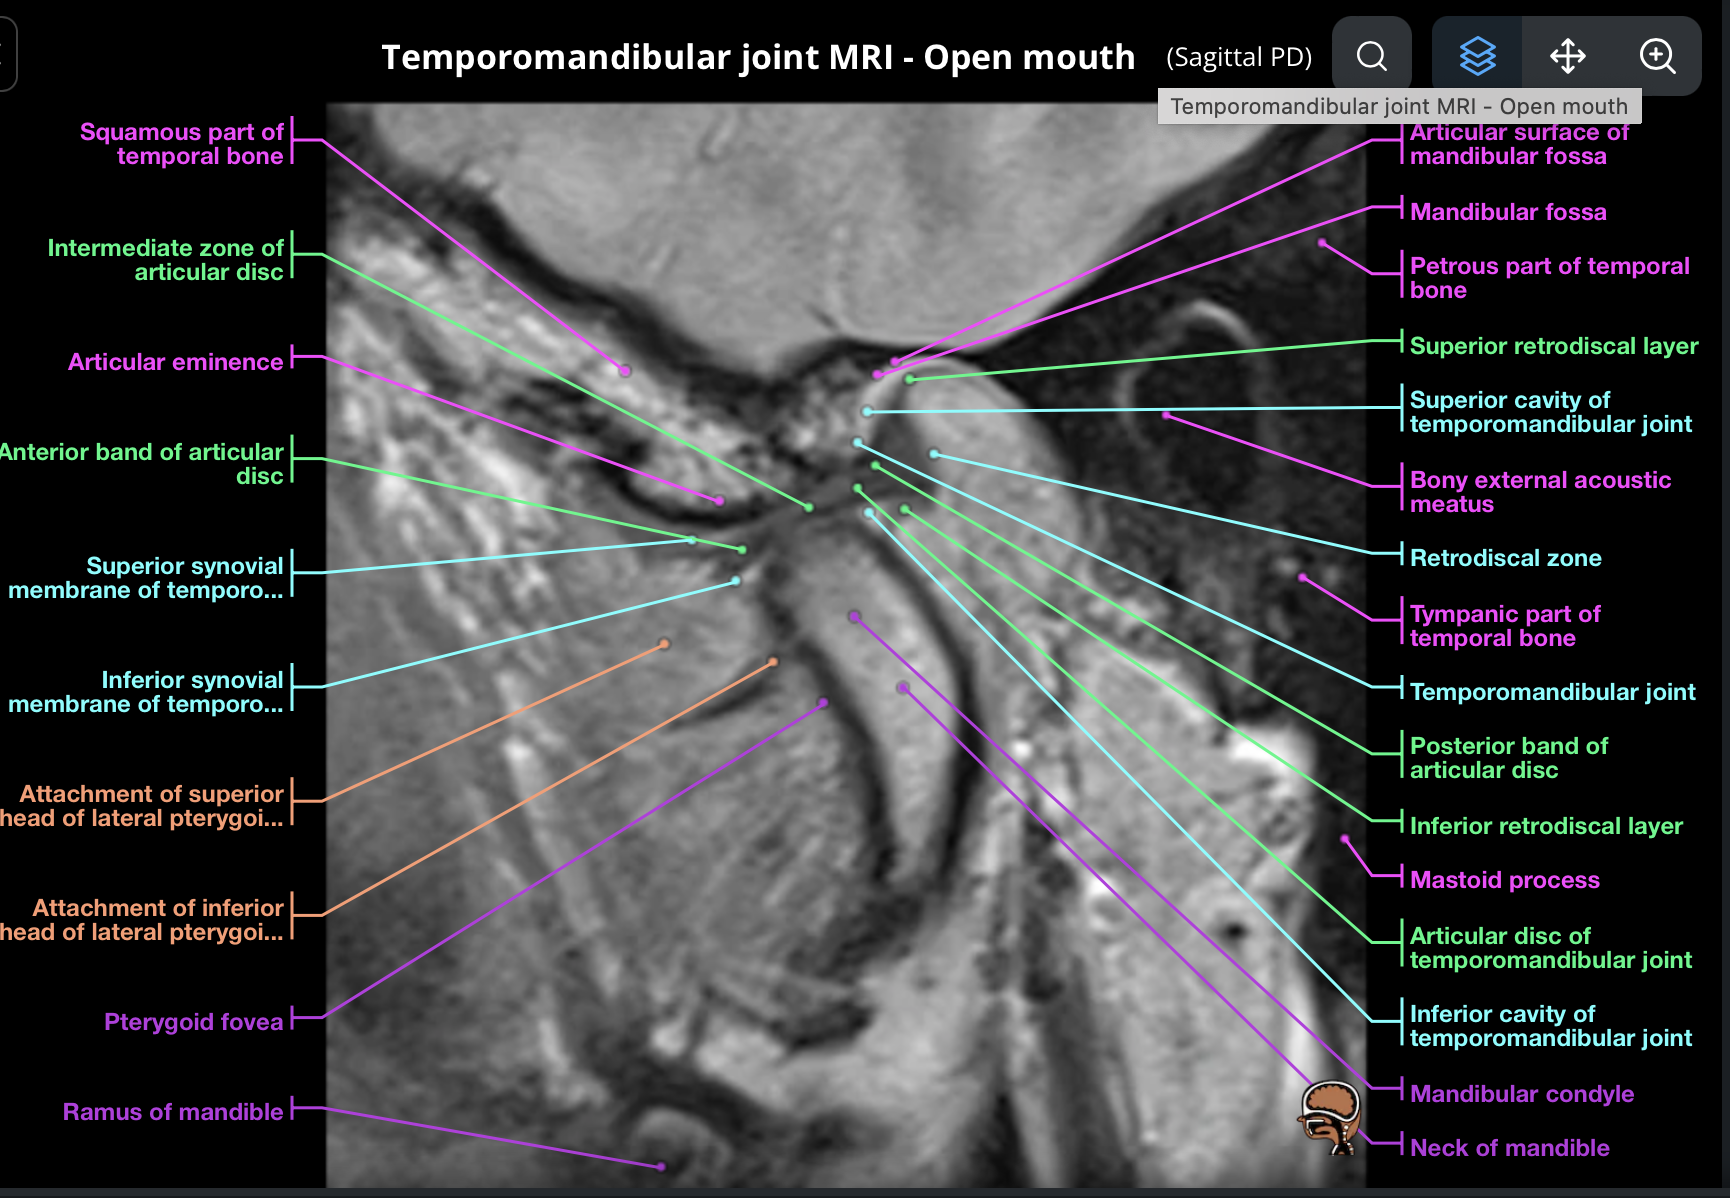 Temporomandibular joint MRI - Open mouth (Sagittal PD)
Temporomandibular joint MRI - Open mouth
Squamous part of
temporal bone
Intermediate zone of
articular disc
Articular eminence
Anterior band of articular
disc
Superior synovial
membrane of temporo...
Inferior synovial
membrane of temporo...
Attachment of superior
head of lateral pterygoi...
Attachment of inferior
head of lateral pterygoi...
Pterygoid fovea
Ramus of mandible
Articular surface of
mandibular fossa
Mandibular fossa
Petrous part of temporal
bone
Superior retrodiscal layer
Superior cavity of
temporomandibular joint
Bony external acoustic
meatus
Retrodiscal zone
Tympanic part of
temporal bone
Temporomandibular joint
Posterior band of
articular disc
Inferior retrodiscal layer
Mastoid process
Articular disc of
temporomandibular joint
Inferior cavity of
temporomandibular joint
Mandibular condyle
Neck of mandible